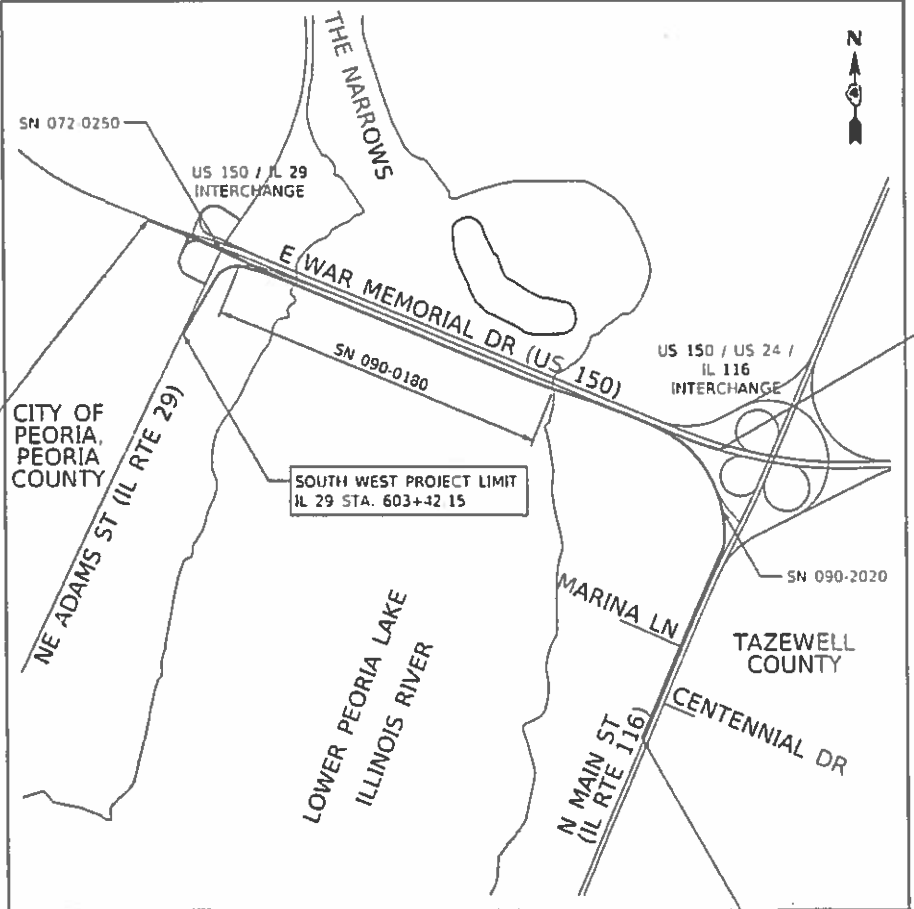 N
THE NARROWS
SN 072-0250
US 150 / IL 29
INTERCHANGE
E WAR MEMORIAL DR (US 150)
SN 090-0180
US 150 / US 24 /
IL 116
INTERCHANGE
CITY OF
PEORIA,
PEORIA
COUNTY
NE ADAMS ST (IL RTE 29)
SOUTH WEST PROJECT LIMIT
IL 29 STA. 603+42.15
SN 090-2020
MARINA LN
TAZEWELL
COUNTY
LOWER PEORIA LAKE
ILLINOIS RIVER
CENTENNIAL DR
N MAIN ST
(IL RTE 116)